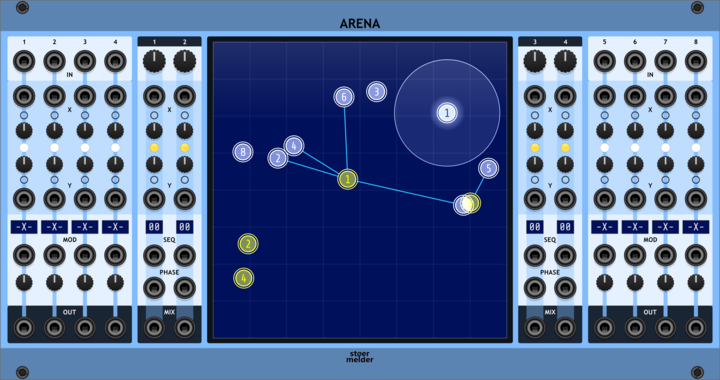 ARENA
1 2 3 4
1 2
3 4
5 6 7 8
IN
IN
X
X
X
X
Y
Y
Y
Y
-X- -X- -X- -X-
00 00
00 00
-X- -X- -X- -X-
MOD
SEQ
SEQ
MOD
PHASE
PHASE
OUT
MIX
MIX
OUT
6
3
1
8
2
4
5
1
2
4
stoer
melder